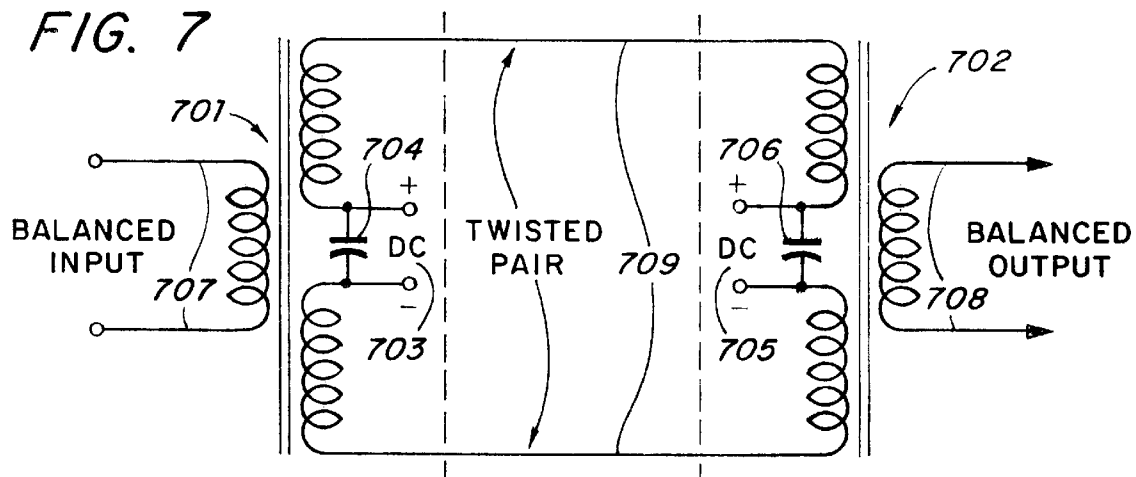 FIG. 7
701
702
704
706
+
+
BALANCED
INPUT
DC
TWISTED
PAIR
709
DC
BALANCED
OUTPUT
707
708
–
–
703
705